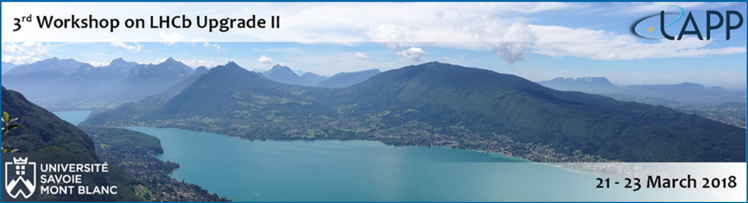 3rd Workshop on LHCb Upgrade II
LAPP
UNIVERSITÉ
SAVOIE
MONT BLANC
21 - 23 March 2018